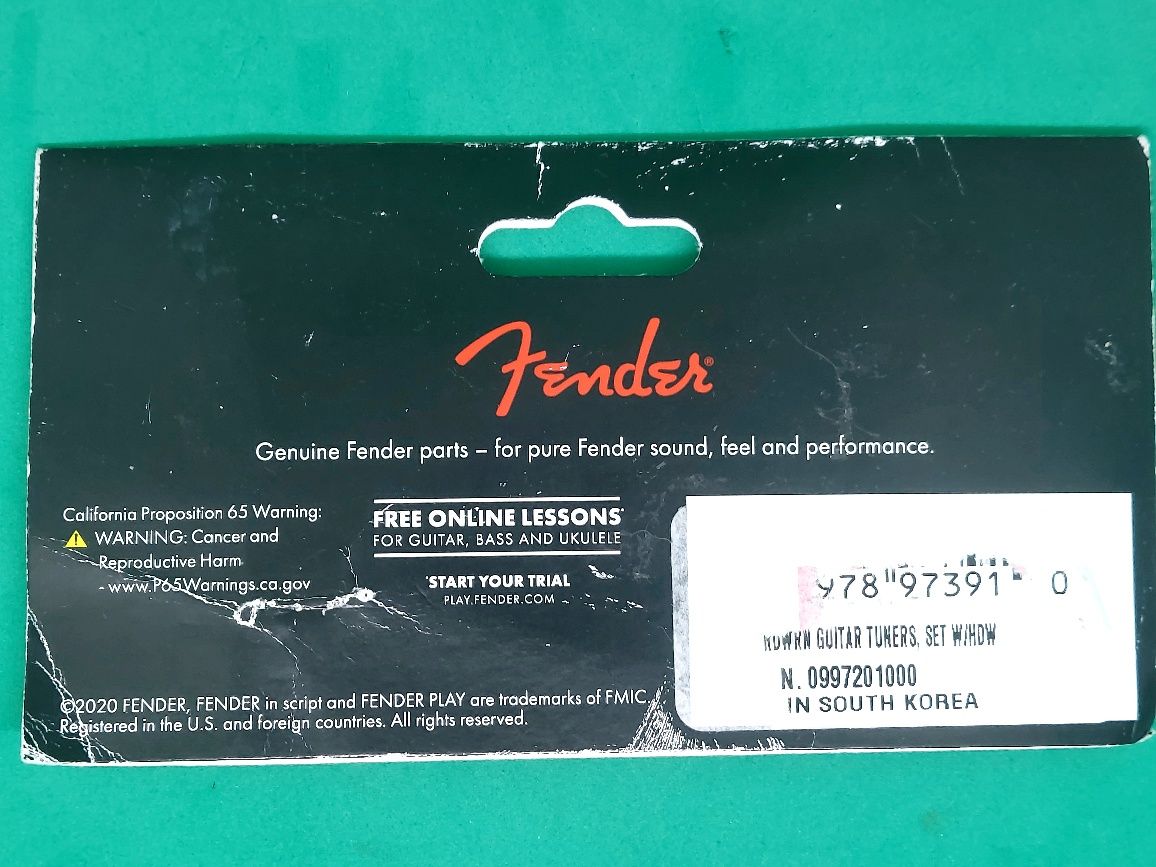 Fender®
Genuine Fender parts – for pure Fender sound, feel and performance.
California Proposition 65 Warning:
WARNING: Cancer and
Reproductive Harm
- www.P65Warnings.ca.gov
FREE ONLINE LESSONS
FOR GUITAR, BASS AND UKULELE
START YOUR TRIAL
PLAY.FENDER.COM
©2020 FENDER, FENDER in script and FENDER PLAY are trademarks of FMIC.
Registered in the U.S. and foreign countries. All rights reserved.
978 97391 0
GUITAR TUNERS, SET W/HDW
N. 0997201000
IN SOUTH KOREA